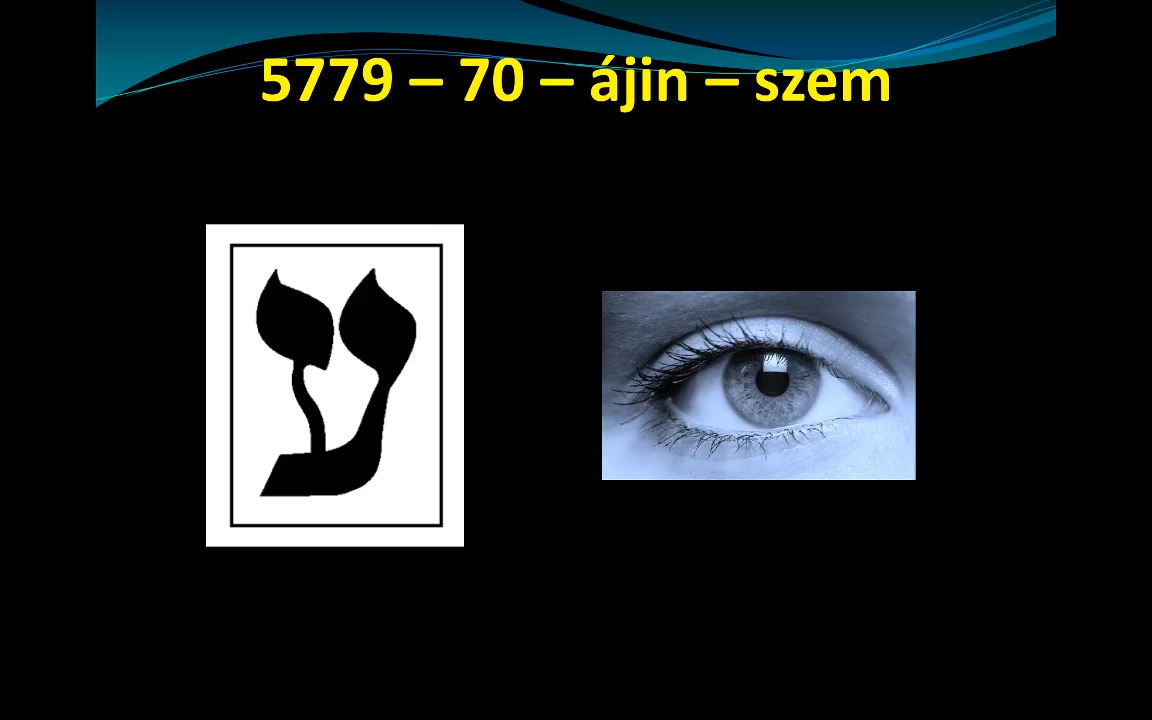 5779 – 70 – ájin – szem
ע